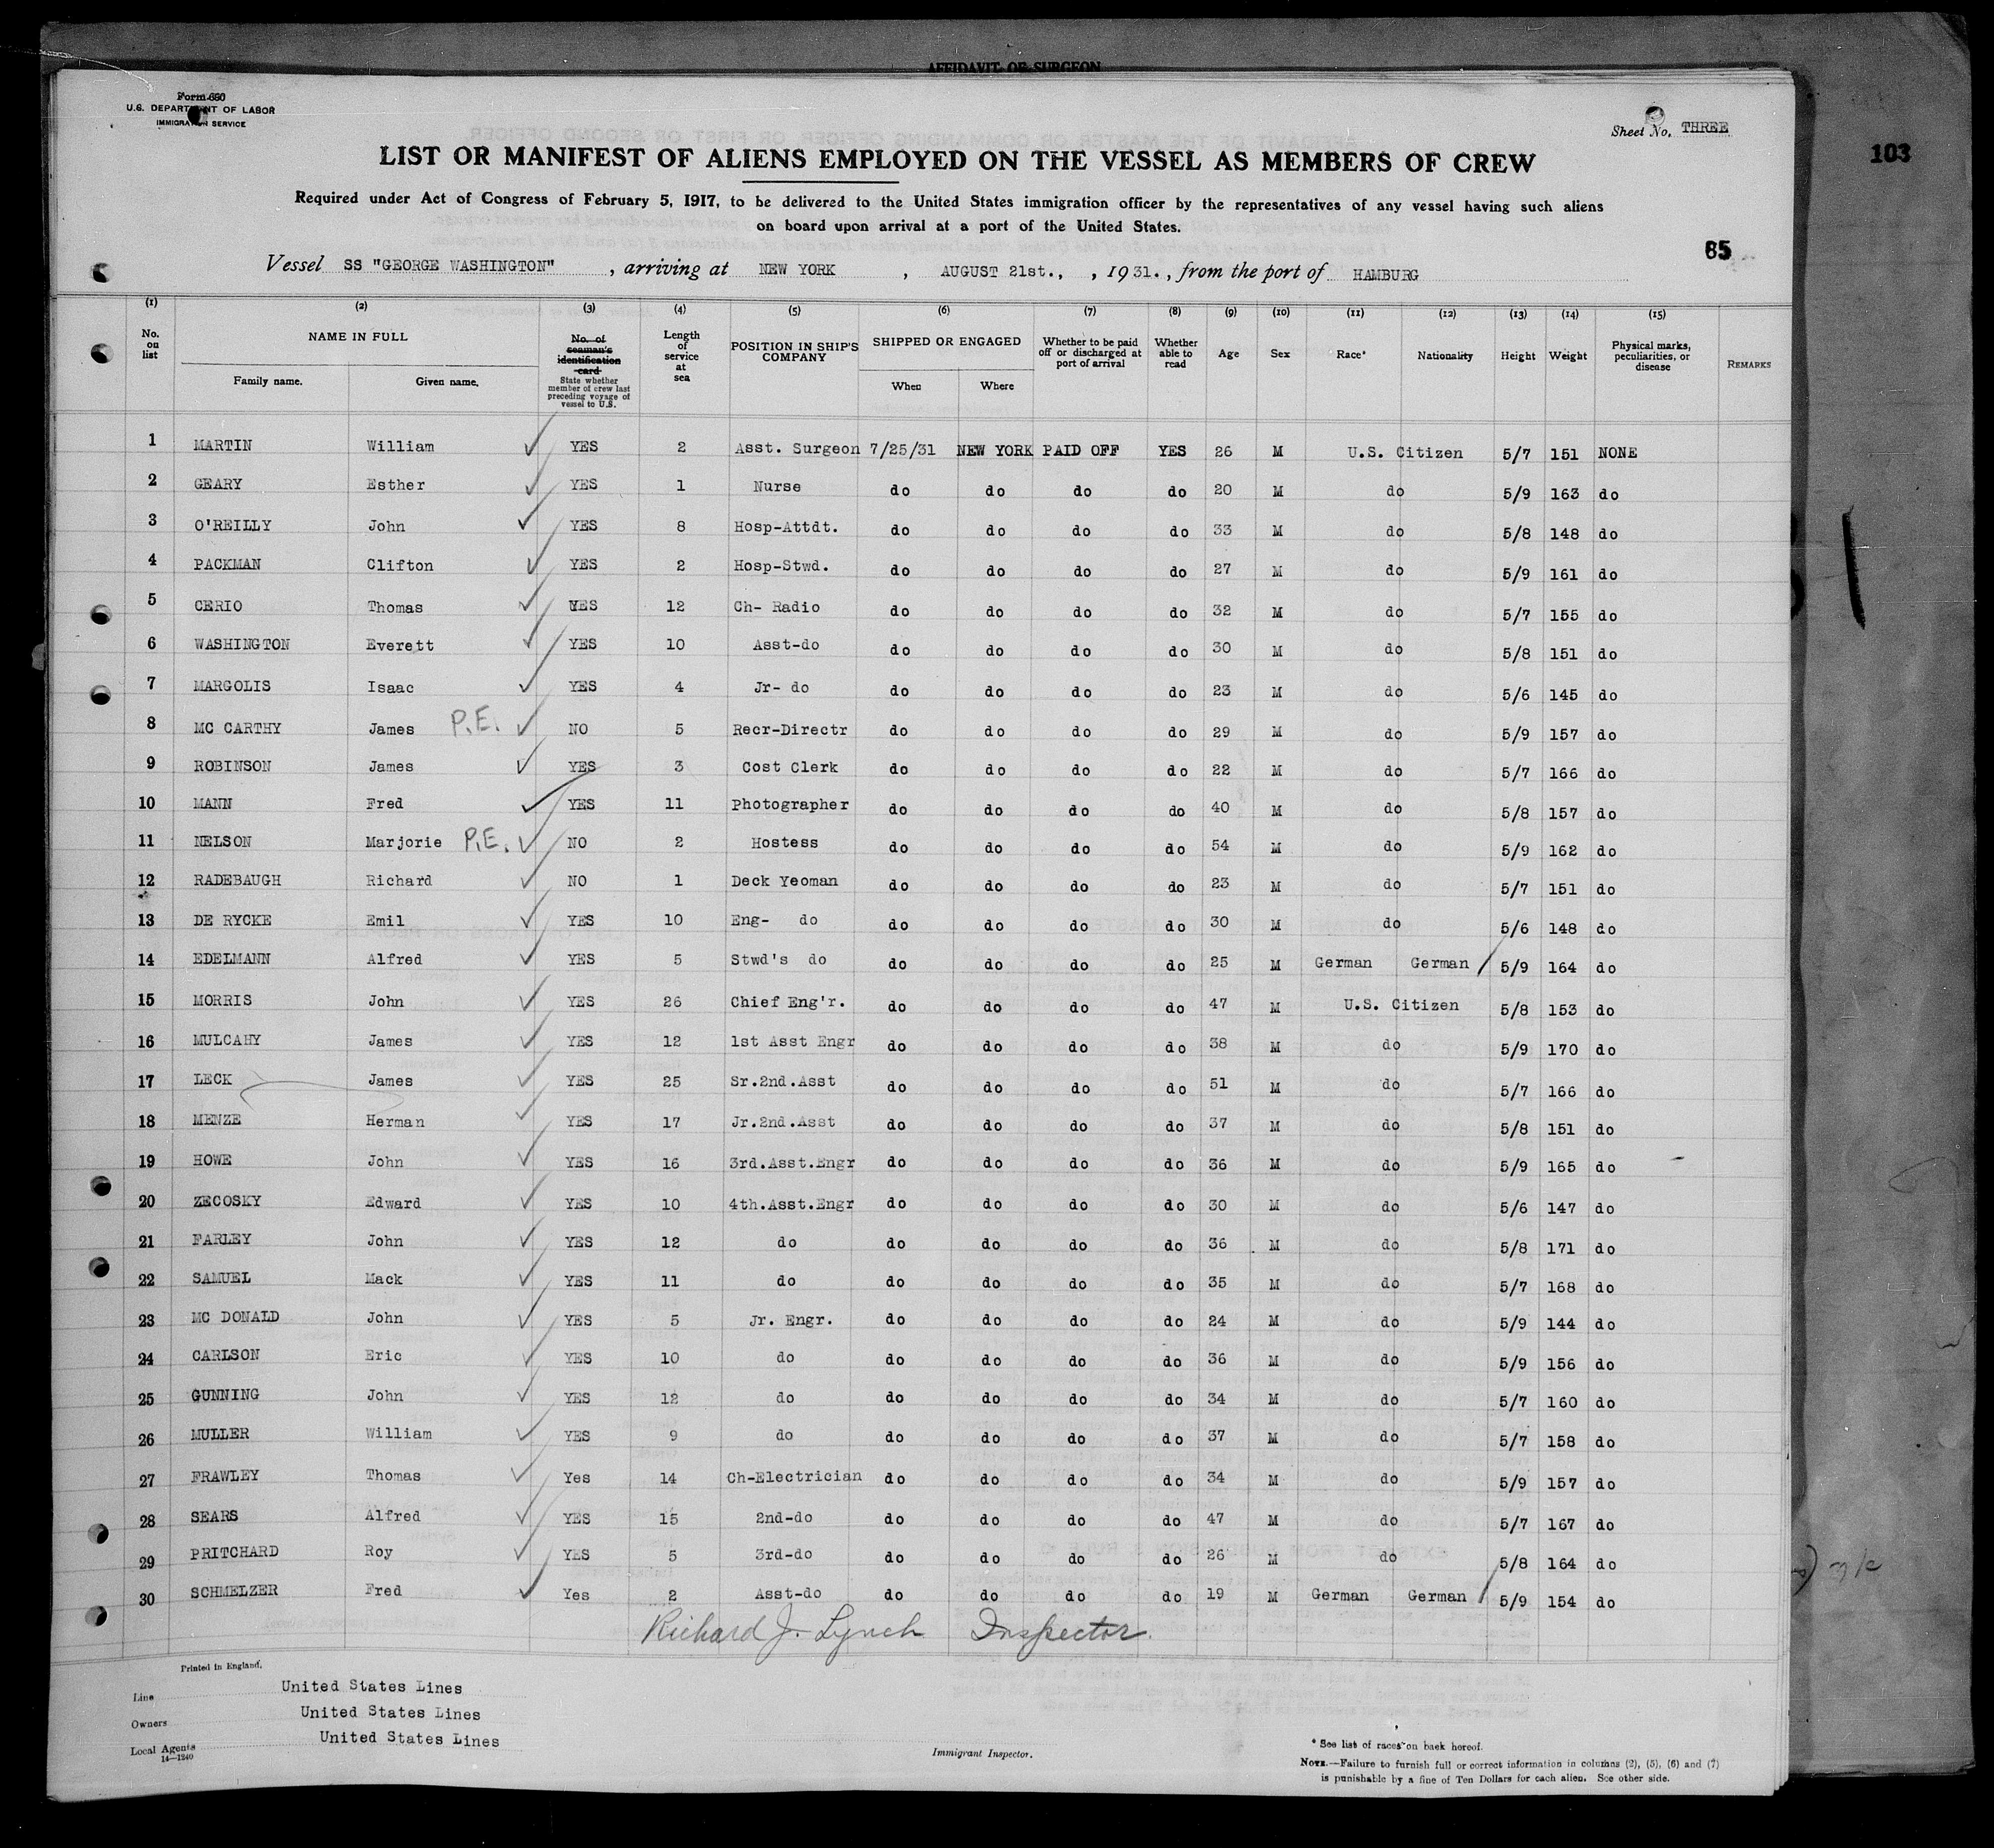 AFFIDAVIT OF SURGEON
Form 680
U.S. DEPARTMENT OF LABOR
IMMIGRATION SERVICE
Sheet No. THREE
103
LIST OR MANIFEST OF ALIENS EMPLOYED ON THE VESSEL AS MEMBERS OF CREW
Required under Act of Congress of February 5, 1917, to be delivered to the United States immigration officer by the representatives of any vessel having such aliens
on board upon arrival at a port of the United States.
85
Vessel SS "GEORGE WASHINGTON" , arriving at NEW YORK , AUGUST 21st., , 1931., from the port of HAMBURG
(1) (2) (3) (4) (5) (6) (7) (8) (9) (10) (11) (12) (13) (14) (15)
No. on list NAME IN FULL Family name. Given name. No. of seaman's identification card State whether member of crew last preceding voyage of vessel to U.S. Length of service at sea POSITION IN SHIP'S COMPANY SHIPPED OR ENGAGED When Where Whether to be paid off or discharged at port of arrival Whether able to read Age Sex Race* Nationality Height Weight Physical marks, peculiarities, or disease REMARKS
1 MARTIN William YES 2 Asst. Surgeon 7/25/31 NEW YORK PAID OFF YES 26 M U.S. Citizen 5/7 151 NONE
2 GEARY Esther YES 1 Nurse do do do do 20 M do 5/9 163 do
3 O'REILLY John YES 8 Hosp-Attdt. do do do do 33 M do 5/8 148 do
4 PACKMAN Clifton YES 2 Hosp-Stwd. do do do do 27 M do 5/9 161 do
5 CERIO Thomas YES 12 Ch- Radio do do do do 32 M do 5/7 155 do
6 WASHINGTON Everett YES 10 Asst-do do do do do 30 M do 5/8 151 do
7 MARGOLIS Isaac YES 4 Jr- do do do do do 23 M do 5/6 145 do
8 MC CARTHY James P.E. NO 5 Recr-Directr do do do do 29 M do 5/9 157 do
9 ROBINSON James YES 3 Cost Clerk do do do do 22 M do 5/7 166 do
10 MANN Fred YES 11 Photographer do do do do 40 M do 5/8 157 do
11 NELSON Marjorie P.E. NO 2 Hostess do do do do 54 M do 5/9 162 do
12 RADEBAUGH Richard NO 1 Deck Yeoman do do do do 23 M do 5/7 151 do
13 DE RYCKE Emil YES 10 Eng- do do do do do 30 M do 5/6 148 do
14 EDELMANN Alfred YES 5 Stwd's do do do do do 25 M German German 5/9 164 do
15 MORRIS John YES 26 Chief Eng'r. do do do do 47 M U.S. Citizen 5/8 153 do
16 MULCAHY James YES 12 1st Asst Engr do do do do 38 M do 5/9 170 do
17 LECK James YES 25 Sr.2nd.Asst do do do do 51 M do 5/7 166 do
18 MENZE Herman YES 17 Jr.2nd.Asst do do do do 37 M do 5/8 151 do
19 HOWE John YES 16 3rd.Asst.Engr do do do do 36 M do 5/9 165 do
20 ZECOSKY Edward YES 10 4th.Asst.Engr do do do do 30 M do 5/6 147 do
21 FARLEY John YES 12 do do do do do 36 M do 5/8 171 do
22 SAMUEL Mack YES 11 do do do do do 35 M do 5/7 168 do
23 MC DONALD John YES 5 Jr. Engr. do do do do 24 M do 5/9 144 do
24 CARLSON Eric YES 10 do do do do do 36 M do 5/9 156 do
25 GUNNING John YES 12 do do do do do 34 M do 5/7 160 do
26 MULLER William YES 9 do do do do do 37 M do 5/7 158 do
27 FRAWLEY Thomas Yes 14 Ch-Electrician do do do do 34 M do 5/9 157 do
28 SEARS Alfred YES 15 2nd-do do do do do 47 M do 5/7 167 do
29 PRITCHARD Roy YES 5 3rd-do do do do do 26 M do 5/8 164 do
30 SCHMELZER Fred Yes 2 Asst-do do do do do 19 M German German 5/9 154 do
Richard J. Lynch Inspector
Printed in England.
Line United States Lines
Owners United States Lines
Local Agents United States Lines
14—1240
Immigrant Inspector.
* See list of races on back hereof.
NOTE.—Failure to furnish full or correct information in columns (2), (5), (6) and (7)
is punishable by a fine of Ten Dollars for each alien. See other side.